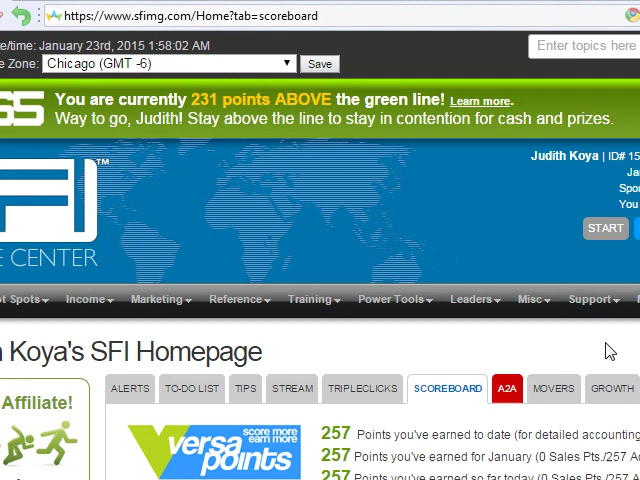 https://www.sfimg.com/Home?tab=scoreboard
e/time: January 23rd, 2015 1:58:02 AM
Enter topics here
e Zone: Chicago (GMT -6) Save
You are currently 231 points ABOVE the green line! Learn more.
Way to go, Judith! Stay above the line to stay in contention for cash and prizes.
Judith Koya | ID# 15
Jan
Spo
You
SFI™
START
E CENTER
ot Spots Income Marketing Reference Training Power Tools Leaders Misc Support
n Koya's SFI Homepage
ALERTS TO-DO LIST TIPS STREAM TRIPLECLICKS SCOREBOARD A2A MOVERS GROWTH
Affiliate!
versa points
score more
earn more
257 Points you've earned to date (for detailed accounting
257 Points you've earned for January (0 Sales Pts./257 Ac
257 Points you've earned so far today (0 Sales Pts./0 A